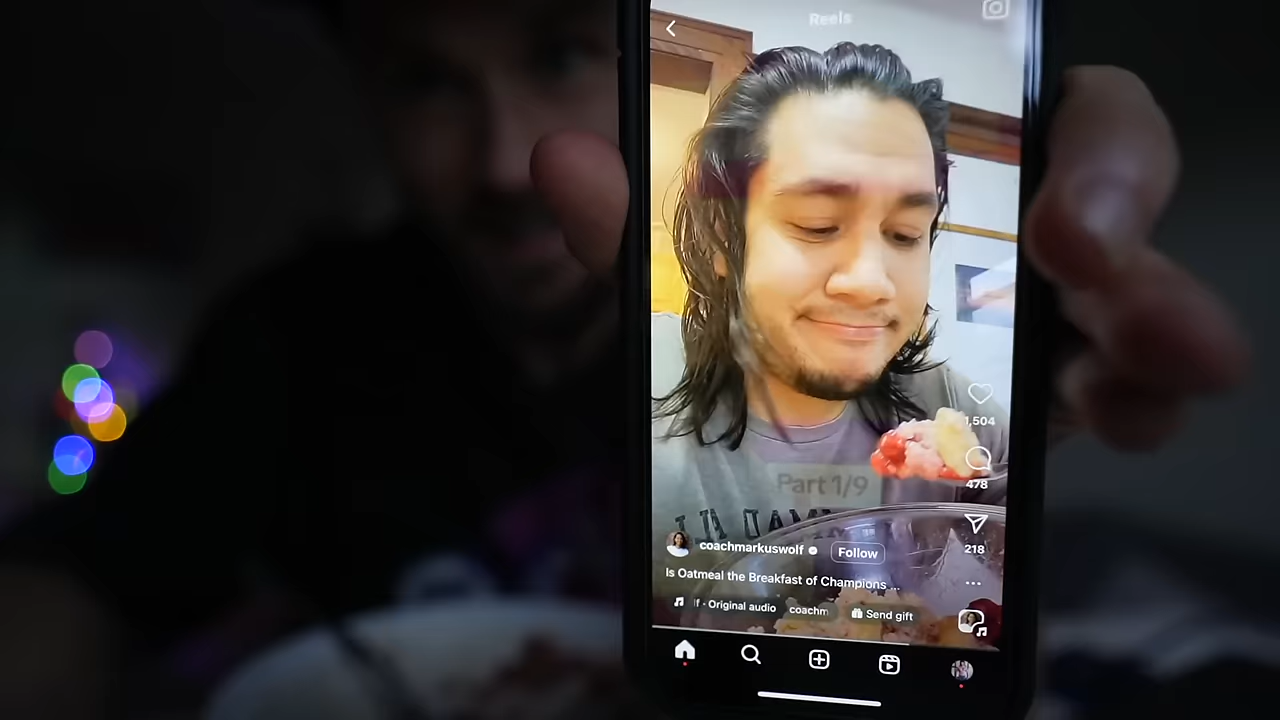 Reels
1,504
478
Part 1/9
218
coachmarkuswolf
Follow
Is Oatmeal the Breakfast of Champions ...
lf · Original audio
coachm
Send gift